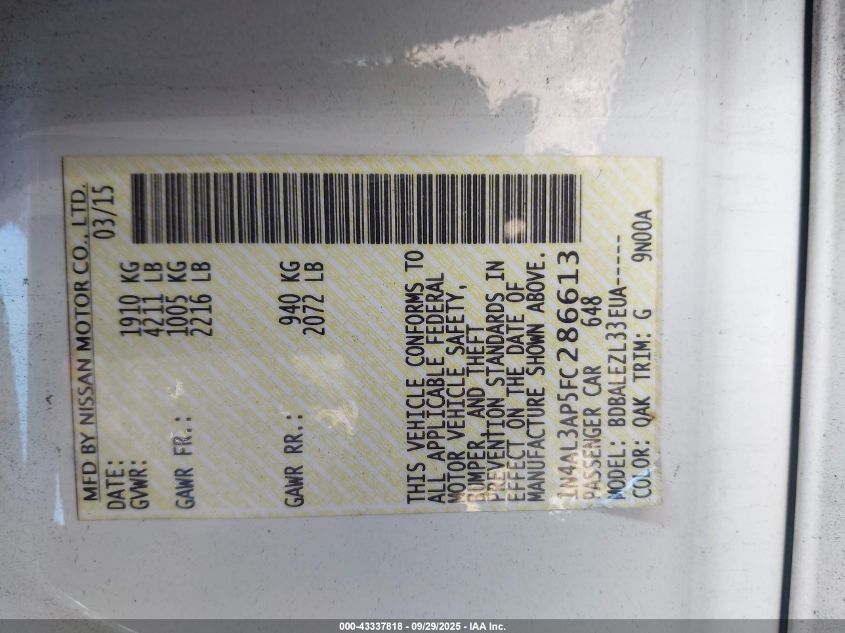 MFD BY NISSAN MOTOR CO., LTD.
DATE: 03/15
GVWR: 1910 KG
4211 LB
GAWR FR.: 1005 KG
2216 LB
GAWR RR.: 940 KG
2072 LB
THIS VEHICLE CONFORMS TO
ALL APPLICABLE FEDERAL
MOTOR VEHICLE SAFETY,
BUMPER, AND THEFT
PREVENTION STANDARDS IN
EFFECT ON THE DATE OF
MANUFACTURE SHOWN ABOVE.
1N4AL3AP5FC286613
PASSENGER CAR 648
MODEL: BDBALEZL33EUA-----
COLOR: QAK TRIM: G 9N00A
000-43337818 - 09/29/2025 - IAA Inc.